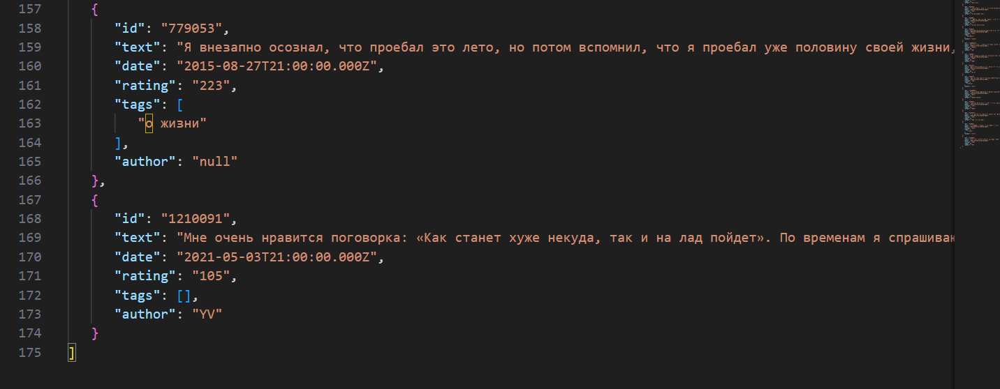 157 {
158 "id": "779053",
159 "text": "Я внезапно осознал, что проебал это лето, но потом вспомнил, что я проебал уже половину своей жизни,
160 "date": "2015-08-27T21:00:00.000Z",
161 "rating": "223",
162 "tags": [
163 "о жизни"
164 ],
165 "author": "null"
166 },
167 {
168 "id": "1210091",
169 "text": "Мне очень нравится поговорка: «Как станет хуже некуда, так и на лад пойдет». По временам я спрашиваю
170 "date": "2021-05-03T21:00:00.000Z",
171 "rating": "105",
172 "tags": [],
173 "author": "YV"
174 }
175 ]